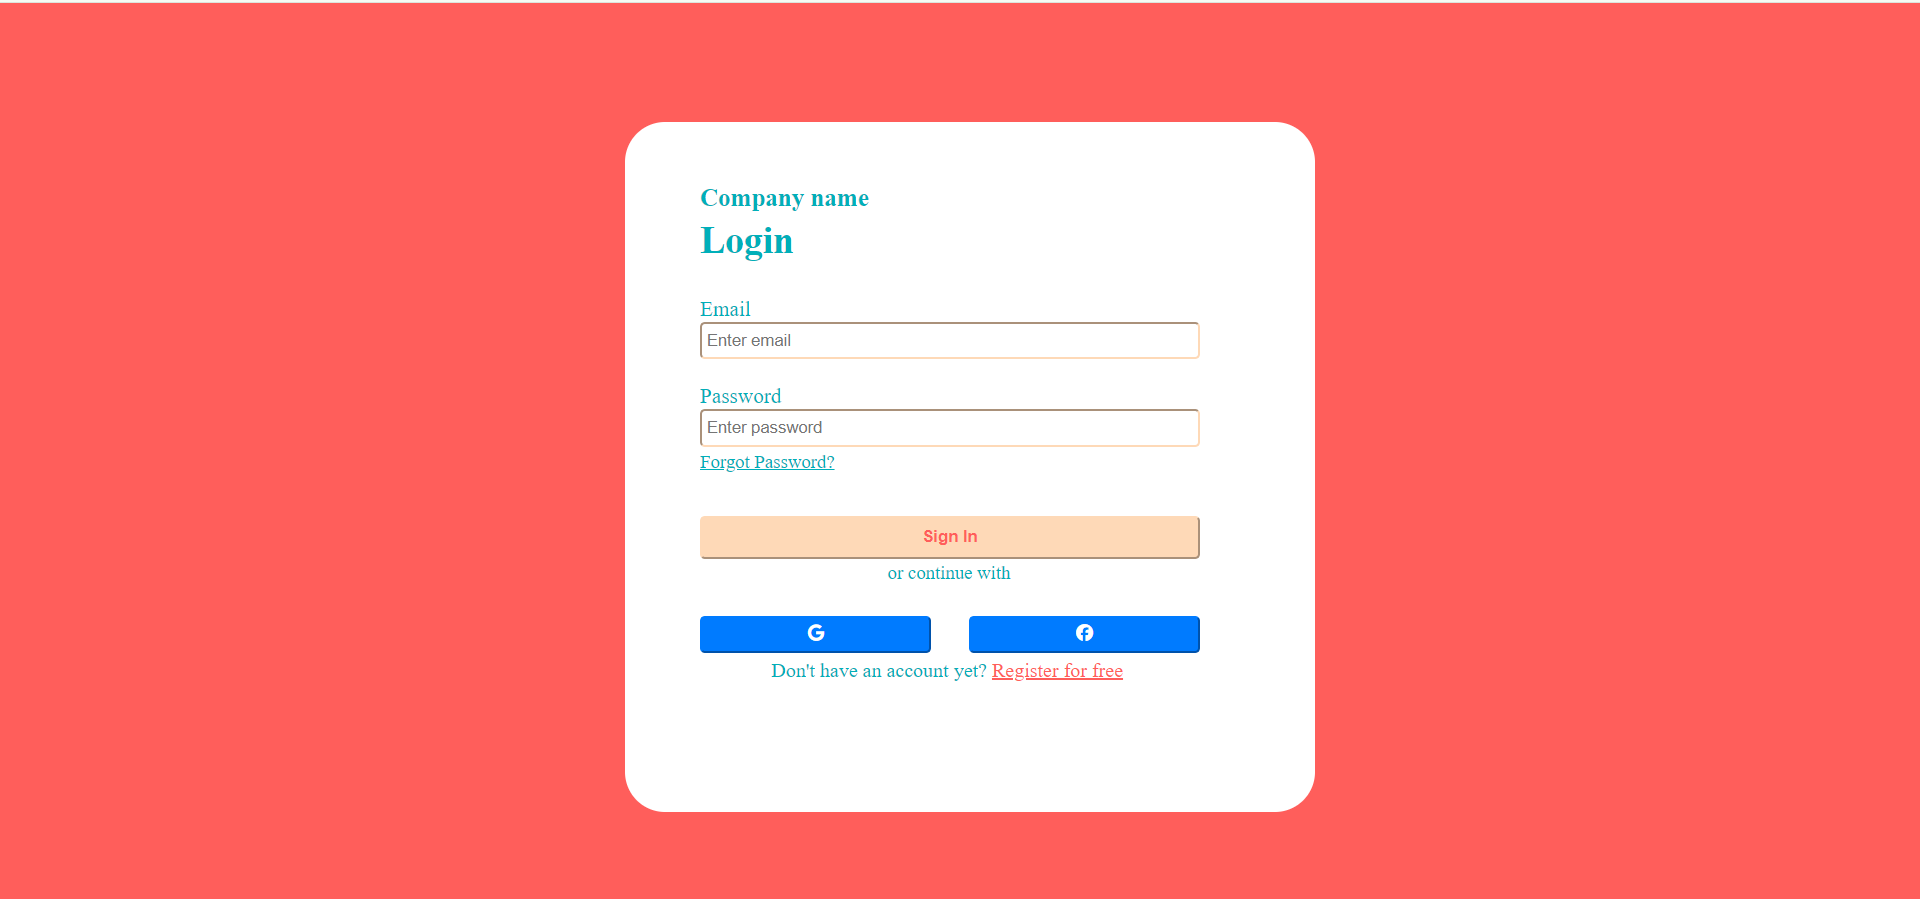 Company name
Login
Email
Enter email
Password
Enter password
Forgot Password?
Sign In
or continue with
Don't have an account yet? Register for free